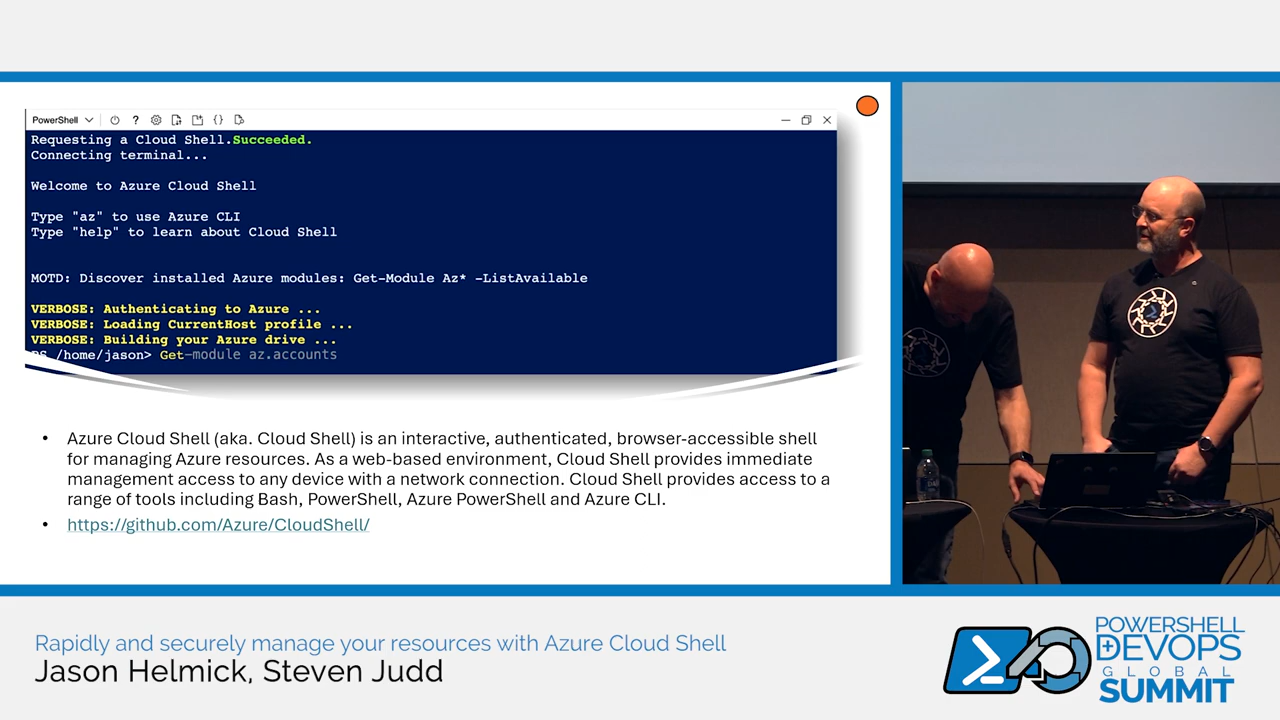 PowerShell
Requesting a Cloud Shell.Succeeded.
Connecting terminal...
Welcome to Azure Cloud Shell
Type "az" to use Azure CLI
Type "help" to learn about Cloud Shell
MOTD: Discover installed Azure modules: Get-Module Az* -ListAvailable
VERBOSE: Authenticating to Azure ...
VERBOSE: Loading CurrentHost profile ...
VERBOSE: Building your Azure drive ...
PS /home/jason> Get-module az.accounts
• Azure Cloud Shell (aka. Cloud Shell) is an interactive, authenticated, browser-accessible shell
for managing Azure resources. As a web-based environment, Cloud Shell provides immediate
management access to any device with a network connection. Cloud Shell provides access to a
range of tools including Bash, PowerShell, Azure PowerShell and Azure CLI.
• https://github.com/Azure/CloudShell/
Rapidly and securely manage your resources with Azure Cloud Shell
Jason Helmick, Steven Judd
POWERSHELL
DEVOPS
GLOBAL
SUMMIT